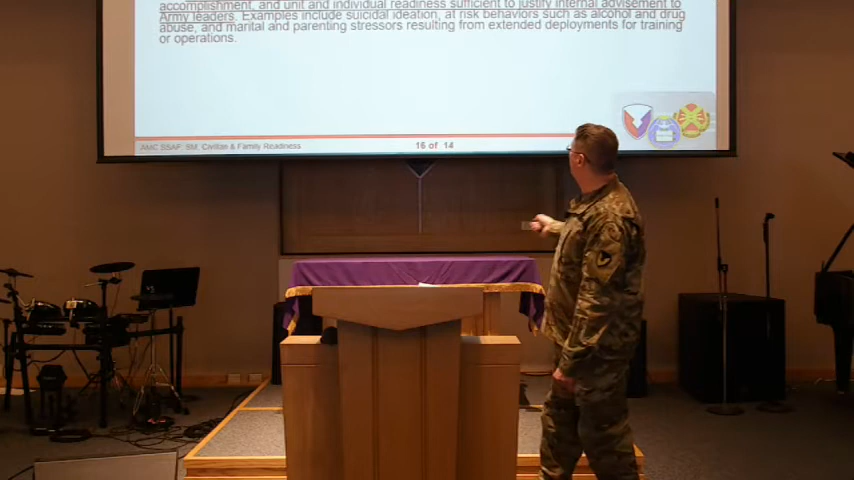 accomplishment, and unit and individual readiness sufficient to justify internal advisement to
Army leadership. Examples include suicidal ideation, at risk behaviors such as alcohol and drug
abuse, and marital and parenting stressors resulting from extended deployments for training
or operations.
AMC SSAF: BM, Civilian & Family Readiness
16 of 14